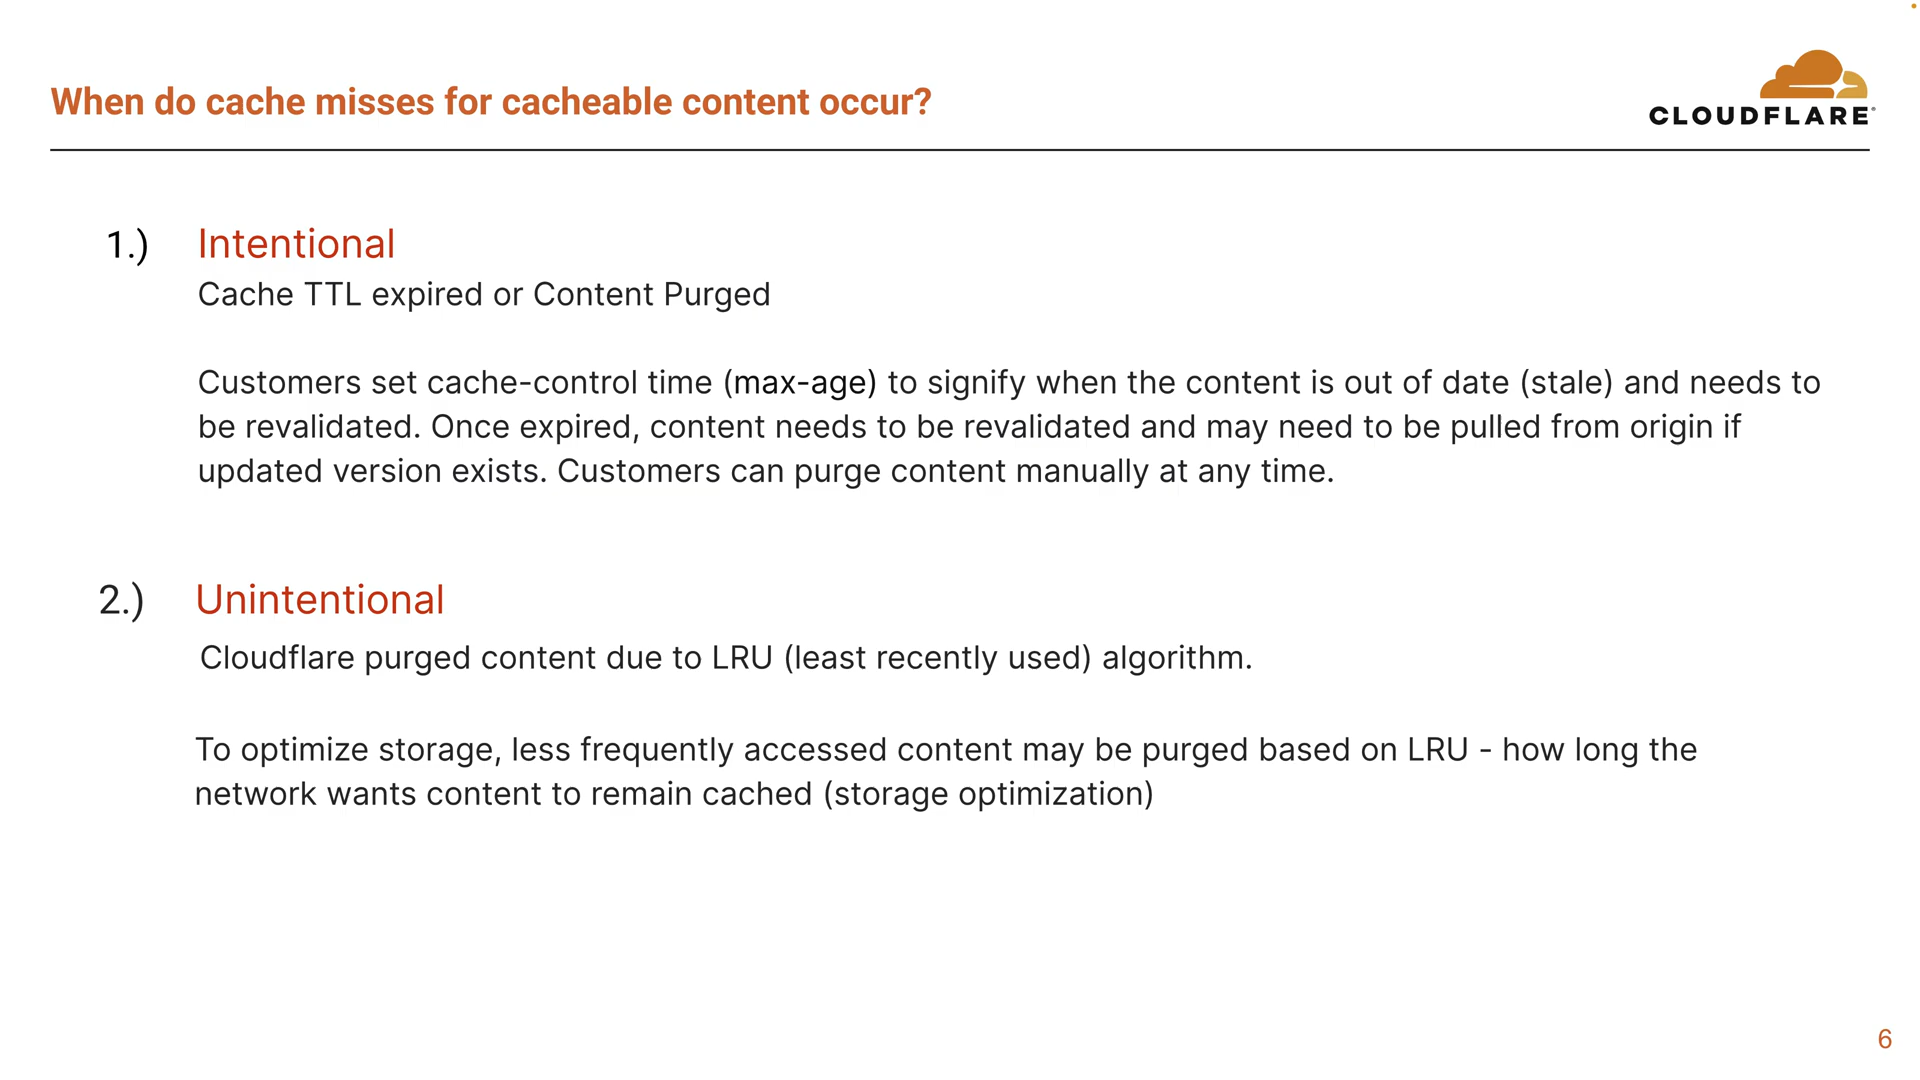 When do cache misses for cacheable content occur?
CLOUDFLARE®
1.) Intentional
Cache TTL expired or Content Purged
Customers set cache-control time (max-age) to signify when the content is out of date (stale) and needs to
be revalidated. Once expired, content needs to be revalidated and may need to be pulled from origin if
updated version exists. Customers can purge content manually at any time.
2.) Unintentional
Cloudflare purged content due to LRU (least recently used) algorithm.
To optimize storage, less frequently accessed content may be purged based on LRU - how long the
network wants content to remain cached (storage optimization)
6